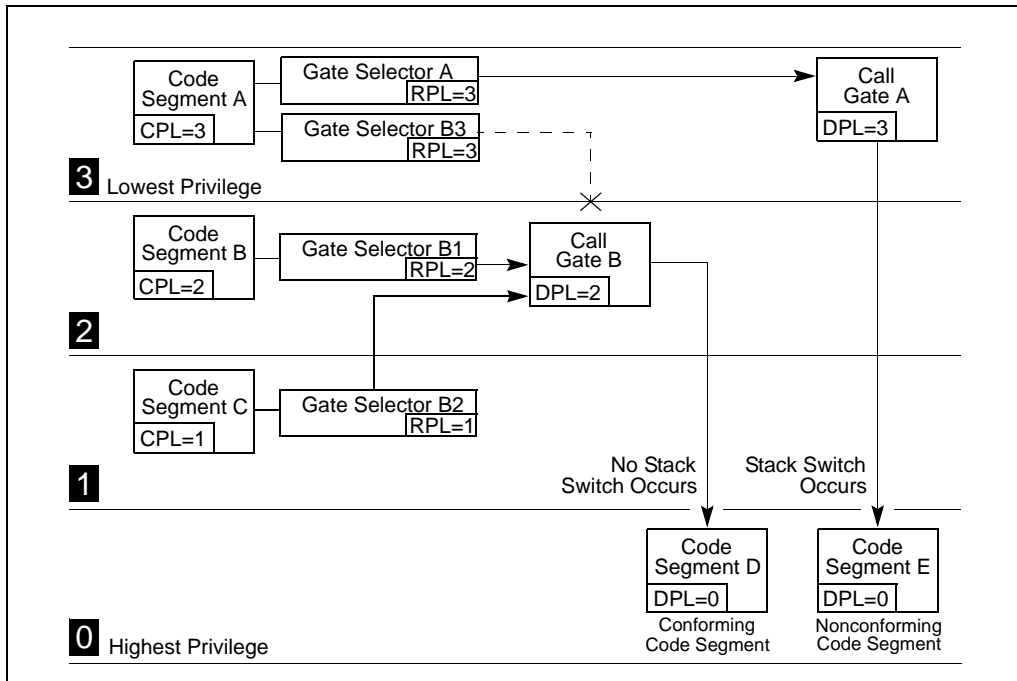 Code
Segment A
CPL=3
Gate Selector A
RPL=3
Gate Selector B3
RPL=3
Call
Gate A
DPL=3
3 Lowest Privilege
Code
Segment B
CPL=2
Gate Selector B1
RPL=2
Call
Gate B
DPL=2
2
Code
Segment C
CPL=1
Gate Selector B2
RPL=1
1
No Stack
Switch Occurs
Stack Switch
Occurs
Code
Segment D
DPL=0
Conforming
Code Segment
Code
Segment E
DPL=0
Nonconforming
Code Segment
0 Highest Privilege